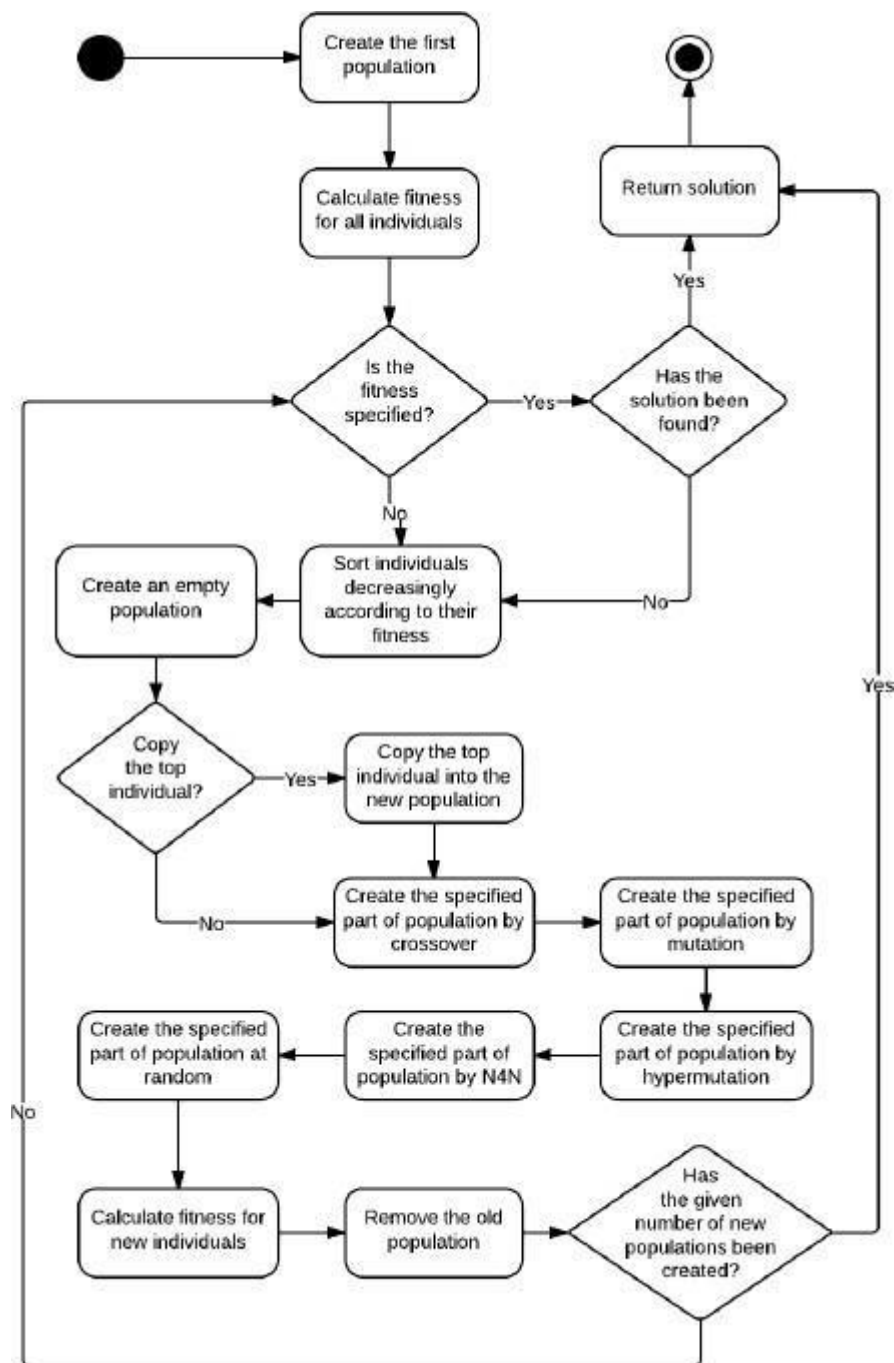 Create the first
population
Calculate fitness
for all individuals
Return solution
Yes
Is the
fitness
specified?
Yes
Has the
solution been
found?
No
Sort individuals
decreasingly
according to their
fitness
No
Create an empty
population
Yes
Copy
the top
individual?
Yes
Copy the top
individual into the
new population
No
Create the specified
part of population by
crossover
Create the specified
part of population by
mutation
Create the specified
part of population by
hypermutation
Create the
specified part of
population by N4N
Create the specified
part of population at
random
No
Calculate fitness for
new individuals
Remove the old
population
Has
the given
number of new
populations been
created?